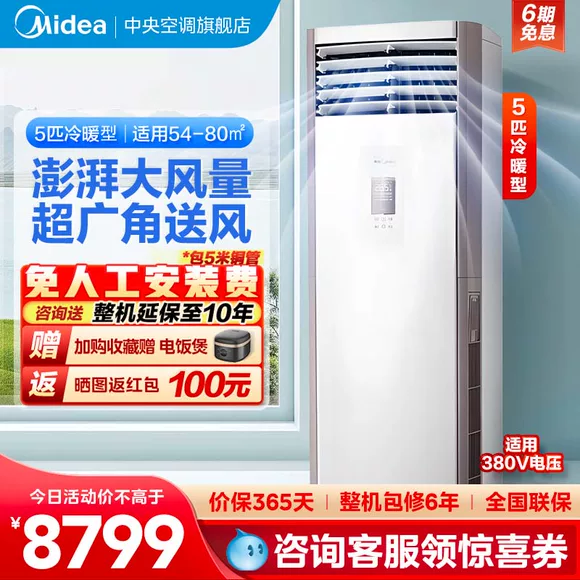 Midea 中央空调旗舰店
6期
免息
5匹冷暖型 适用54-80㎡
澎湃大风量
超广角送风
5匹冷暖型
*包5米铜管
免人工安装费
咨询送 整机延保至10年
赠 加购收藏赠 电饭煲
返 晒图返红包 100元
适用
380V电压
今日活动价不高于
¥8799
价保365天 整机包修6年 全国联保
咨询客服领惊喜券